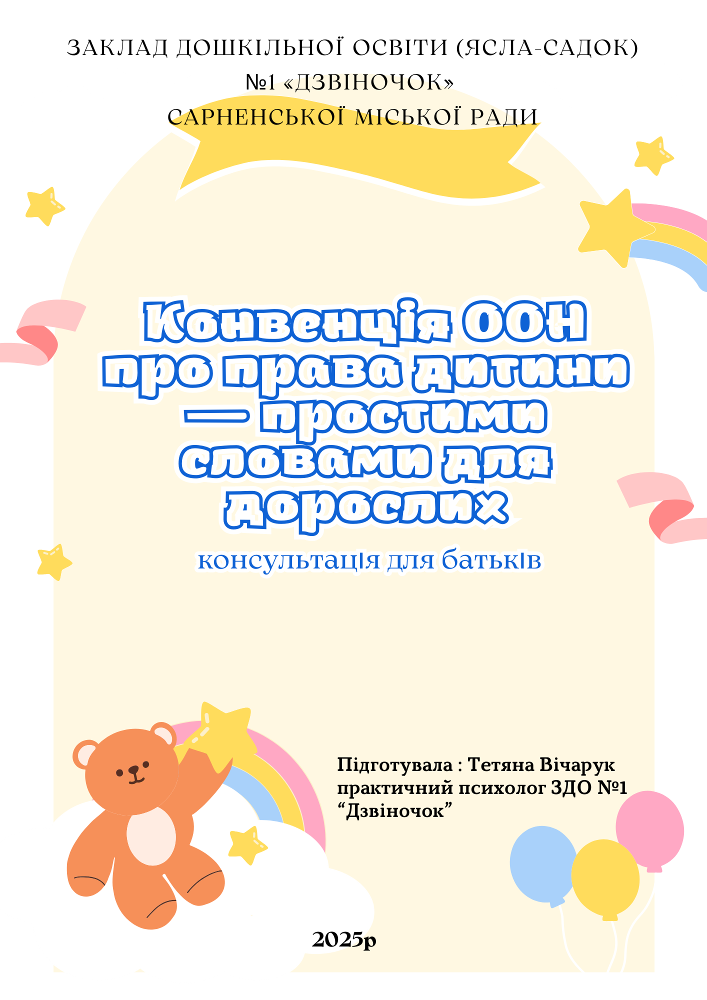 ЗАКЛАД ДОШКІЛЬНОЇ ОСВІТИ (ЯСЛА-САДОК)
№1 «ДЗВІНОЧОК»
САРНЕНСЬКОЇ МІСЬКОЇ РАДИ
Конвенція ООН
про права дитини
— простими
словами для
дорослих
консультація для батьків
Підготувала : Тетяна Вічарук
практичний психолог ЗДО №1
“Дзвіночок”
2025р